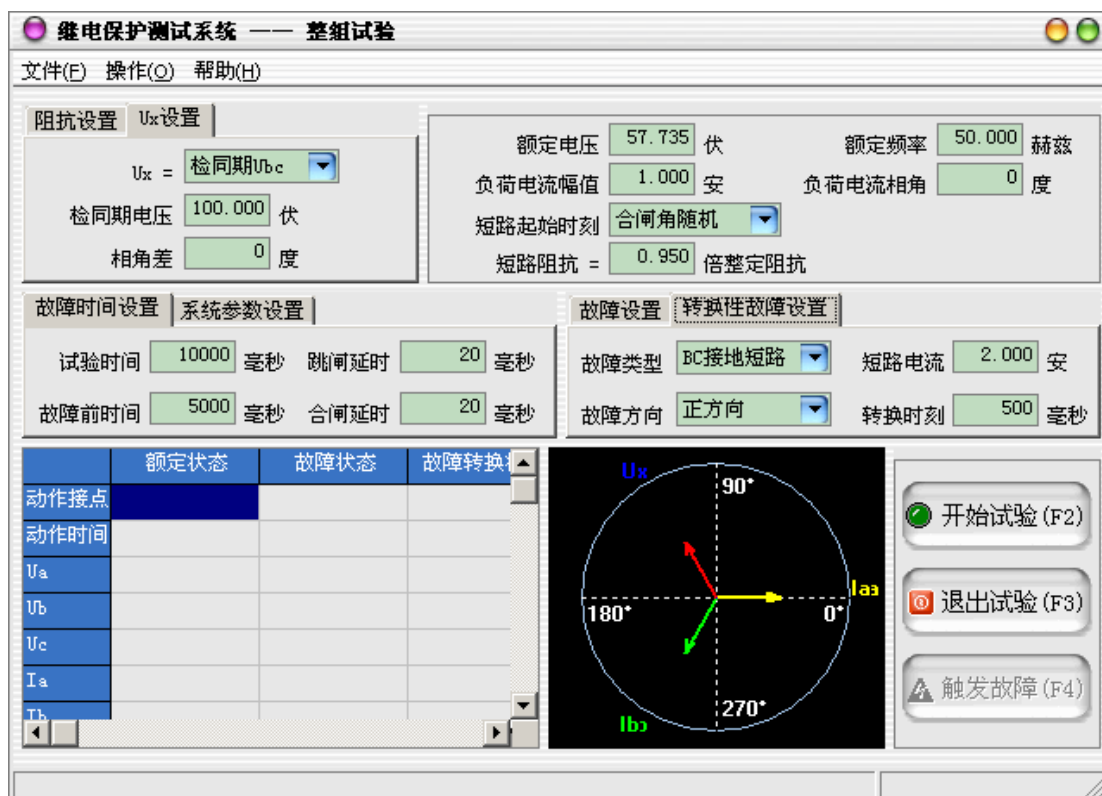 继电保护测试系统 —— 整组试验
文件(F) 操作(O) 帮助(H)
阻抗设置 Ux设置
Ux = 检同期Ubc
检同期电压 100.000 伏
相角差 0 度
额定电压 57.735 伏 额定频率 50.000 赫兹
负荷电流幅值 1.000 安 负荷电流相角 0 度
短路起始时刻 合闸角随机
短路阻抗 = 0.950 倍整定阻抗
故障时间设置 系统参数设置
试验时间 10000 毫秒 跳闸延时 20 毫秒
故障前时间 5000 毫秒 合闸延时 20 毫秒
故障设置 转换性故障设置
故障类型 BC接地短路 短路电流 2.000 安
故障方向 正方向 转换时刻 500 毫秒
额定状态 故障状态 故障转换
动作接点
动作时间
Ua
Ub
Uc
Ia
Ib
Ux
90°
180°
0°
270°
开始试验(F2)
退出试验(F3)
触发故障(F4)